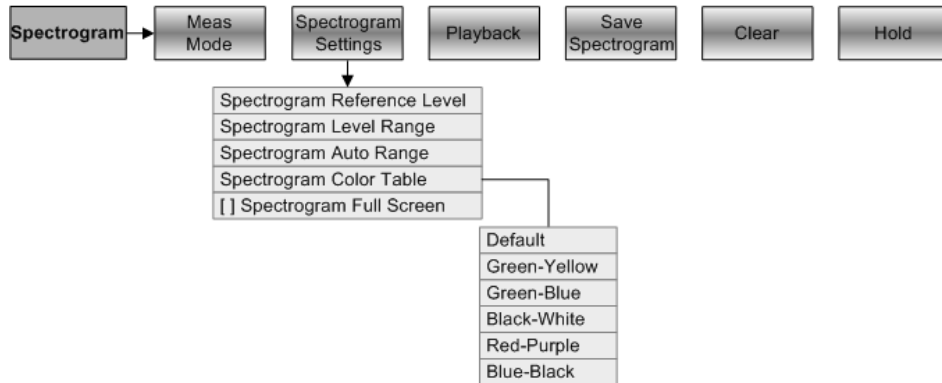 Spectrogram
Meas
Mode
Spectrogram
Settings
Playback
Save
Spectrogram
Clear
Hold
Spectrogram Reference Level
Spectrogram Level Range
Spectrogram Auto Range
Spectrogram Color Table
[ ] Spectrogram Full Screen
Default
Green-Yellow
Green-Blue
Black-White
Red-Purple
Blue-Black